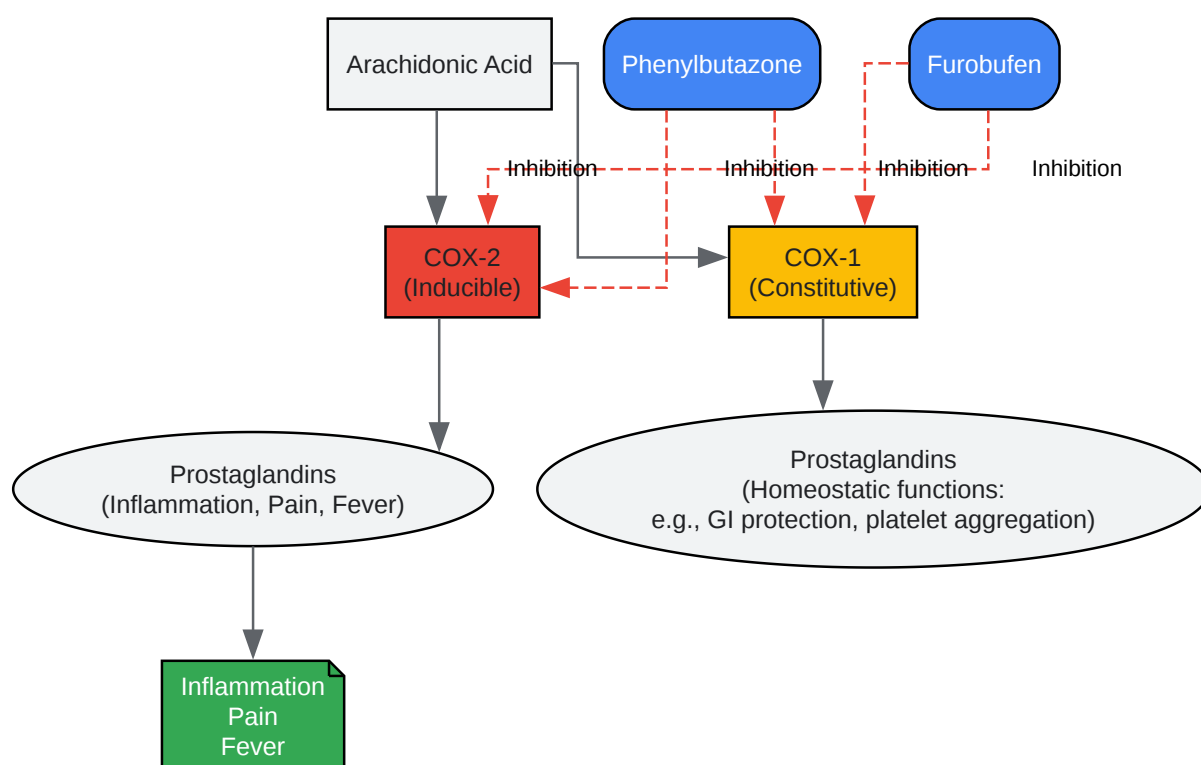 Arachidonic Acid
Phenylbutazone
Furobufen
Inhibition
Inhibition
Inhibition
Inhibition
COX-2
(Inducible)
COX-1
(Constitutive)
Prostaglandins
(Inflammation, Pain, Fever)
Prostaglandins
(Homeostatic functions:
e.g., GI protection, platelet aggregation)
Inflammation
Pain
Fever